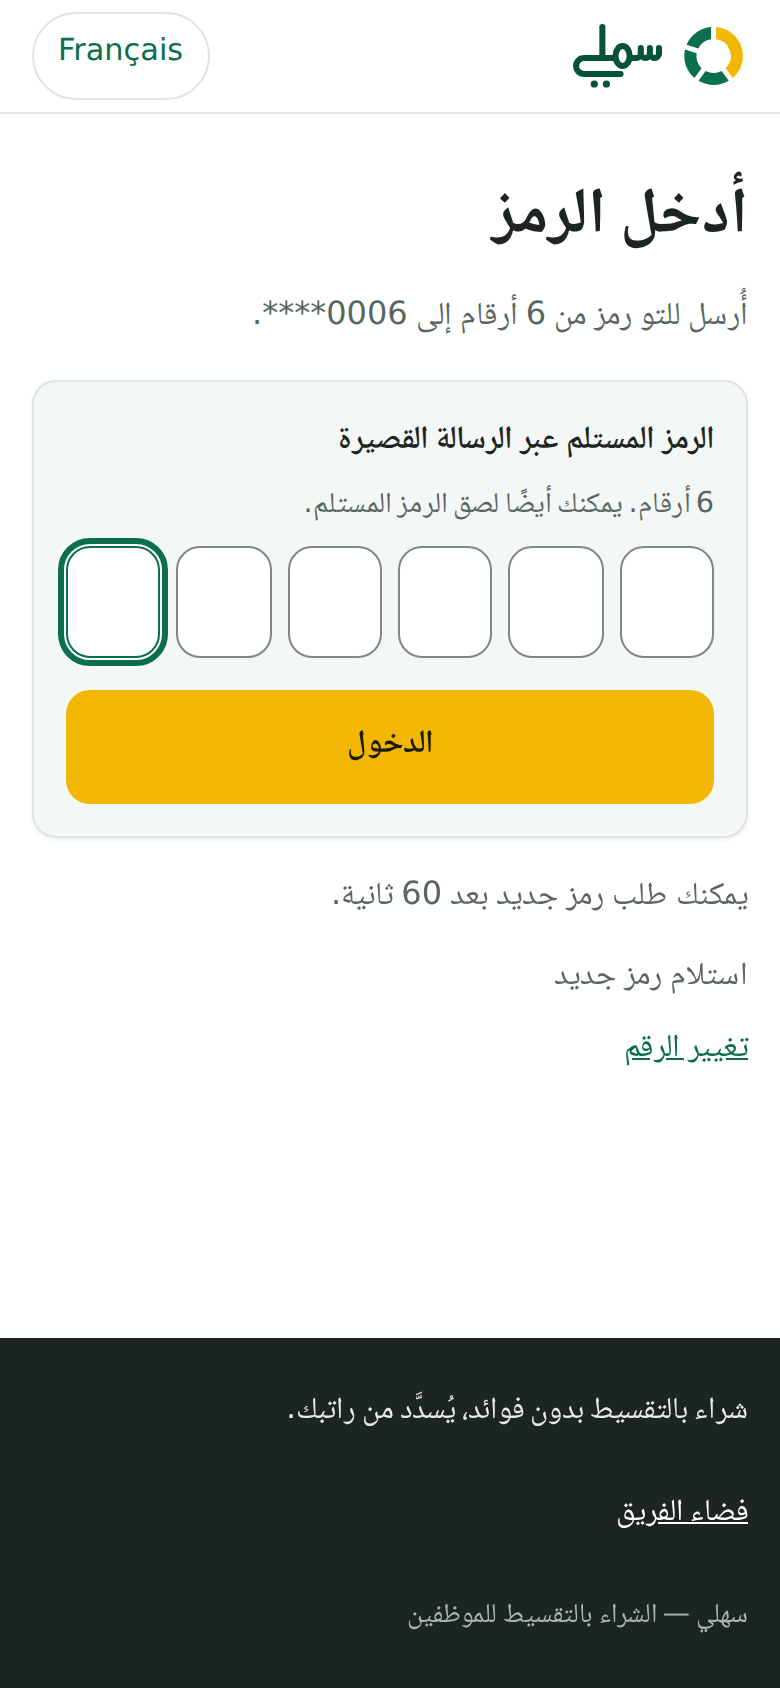 سهلي
Français
أدخل الرمز
أُرسل للتو رمز من 6 أرقام إلى 0006****.
الرمز المستلم عبر الرسالة القصيرة
6 أرقام. يمكنك أيضًا لصق الرمز المستلم.
الدخول
يمكنك طلب رمز جديد بعد 60 ثانية.
استلام رمز جديد
تغيير الرقم
شراء بالتقسيط بدون فوائد، يُسدَّد من راتبك.
فضاء الفريق
سهلي — الشراء بالتقسيط للموظفين